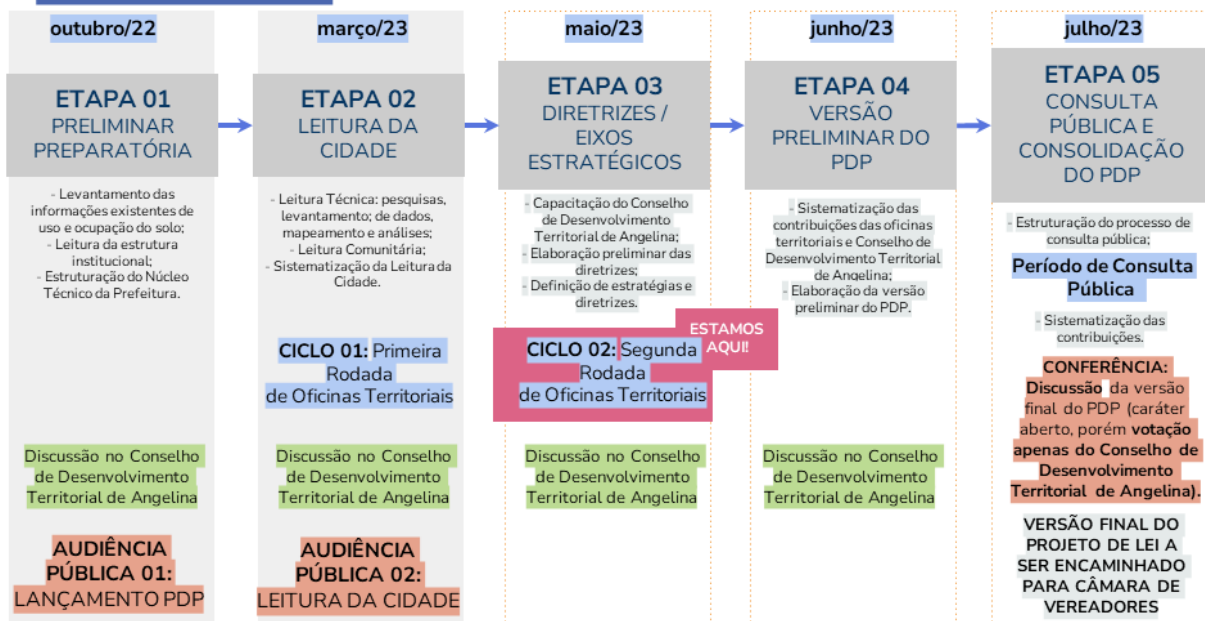 outubro/22
ETAPA 01
PRELIMINAR
PREPARATÓRIA
- Levantamento das
informações existentes de
uso e ocupação do solo;
- Leitura da estrutura
institucional;
- Estruturação do Núcleo
Técnico da Prefeitura.
Discussão no Conselho
de Desenvolvimento
Territorial de Angelina
AUDIÊNCIA
PÚBLICA 01:
LANÇAMENTO PDP
março/23
ETAPA 02
LEITURA DA
CIDADE
- Leitura Técnica: pesquisas,
levantamento; de dados,
mapeamento e análises;
- Leitura Comunitária;
- Sistematização da Leitura da
Cidade.
CICLO 01: Primeira
Rodada
de Oficinas Territoriais
Discussão no Conselho
de Desenvolvimento
Territorial de Angelina
AUDIÊNCIA
PÚBLICA 02:
LEITURA DA CIDADE
maio/23
ETAPA 03
DIRETRIZES /
EIXOS
ESTRATÉGICOS
- Capacitação do Conselho
de Desenvolvimento
Territorial de Angelina;
- Elaboração preliminar das
diretrizes;
- Definição de estratégias e
diretrizes.
ESTAMOS
AQUI!
CICLO 02: Segunda
Rodada
de Oficinas Territoriais
Discussão no Conselho
de Desenvolvimento
Territorial de Angelina
junho/23
ETAPA 04
VERSÃO
PRELIMINAR DO
PDP
- Sistematização das
contribuições das oficinas
territoriais e Conselho de
Desenvolvimento Territorial
de Angelina;
- Elaboração da versão
preliminar do PDP.
Discussão no Conselho
de Desenvolvimento
Territorial de Angelina
julho/23
ETAPA 05
CONSULTA
PÚBLICA E
CONSOLIDAÇÃO
DO PDP
- Estruturação do processo de
consulta pública;
Período de Consulta
Pública
- Sistematização das
contribuições.
CONFERÊNCIA:
Discussão da versão
final do PDP (caráter
aberto, porém votação
apenas do Conselho de
Desenvolvimento
Territorial de Angelina).
VERSÃO FINAL DO
PROJETO DE LEI A
SER ENCAMINHADO
PARA CÂMARA DE
VEREADORES